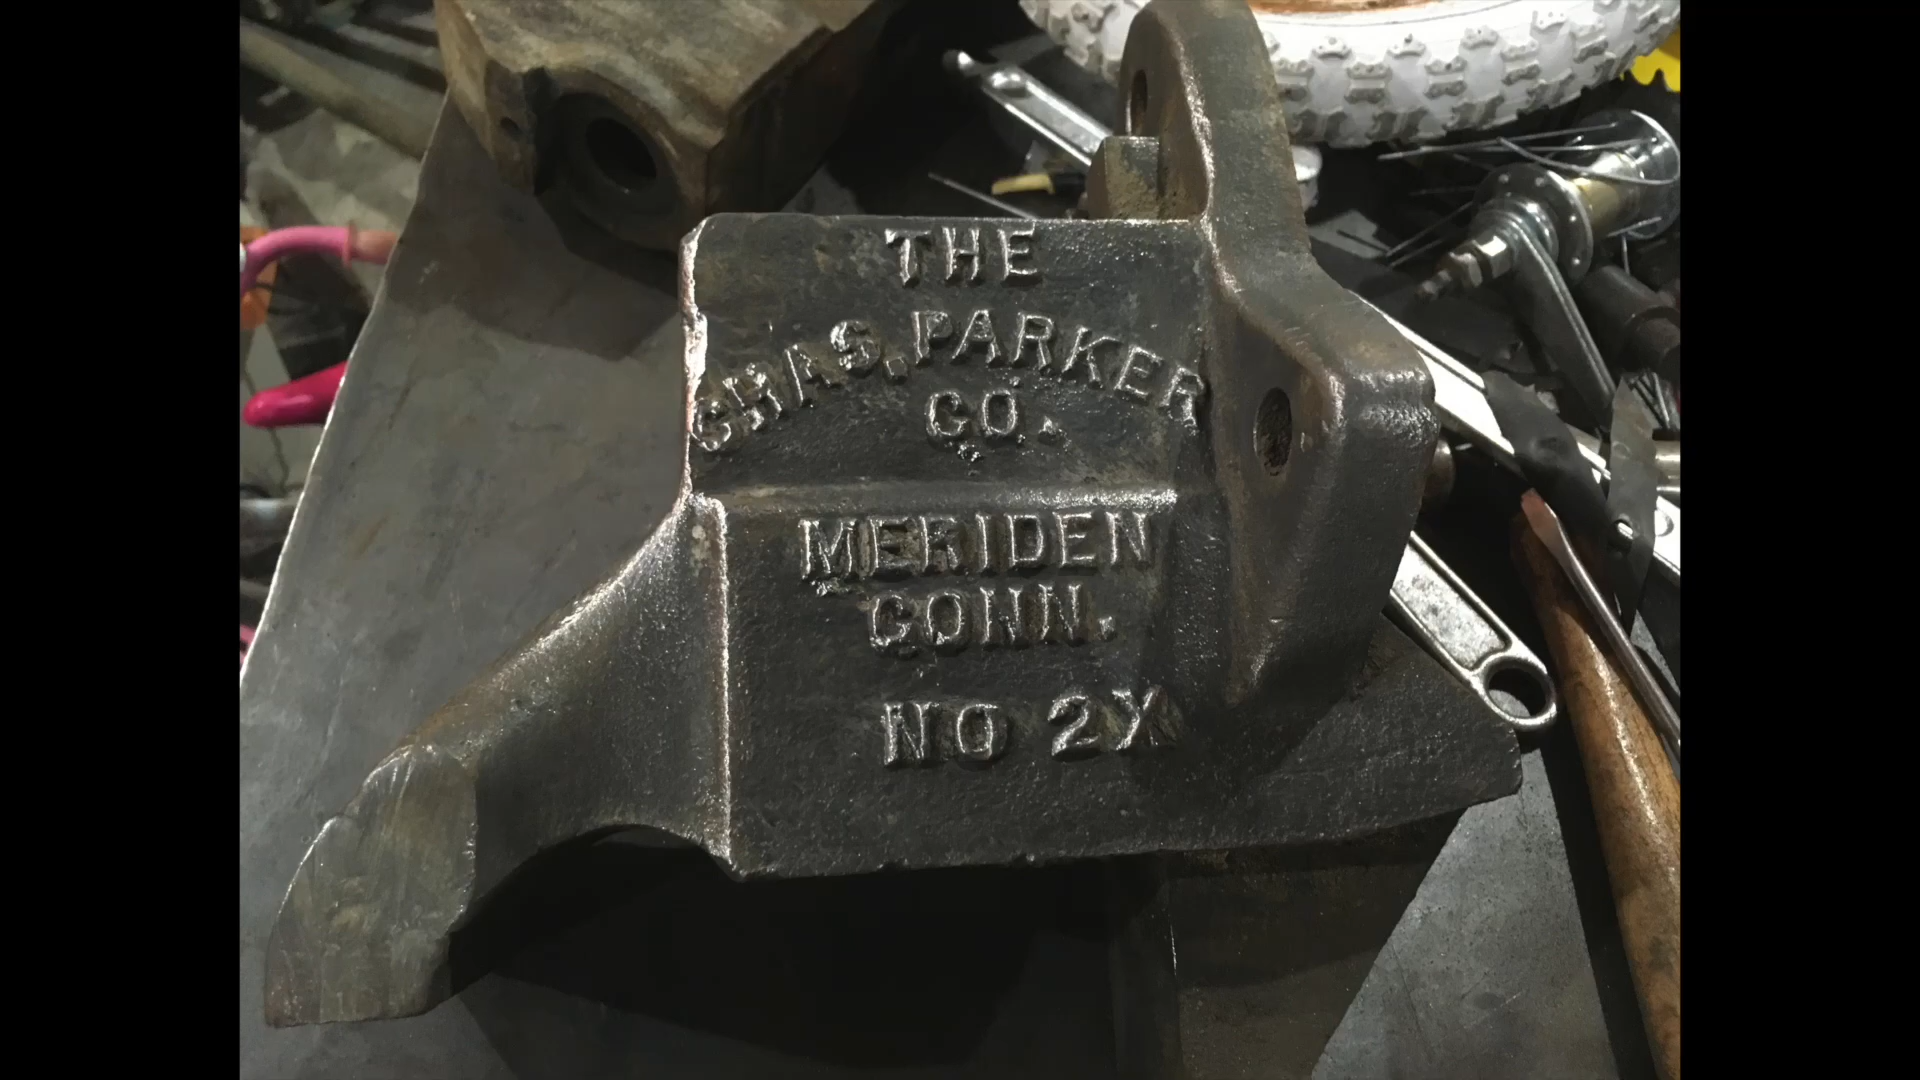 THE
CHAS. PARKER
CO.
MERIDEN
CONN.
NO 2X